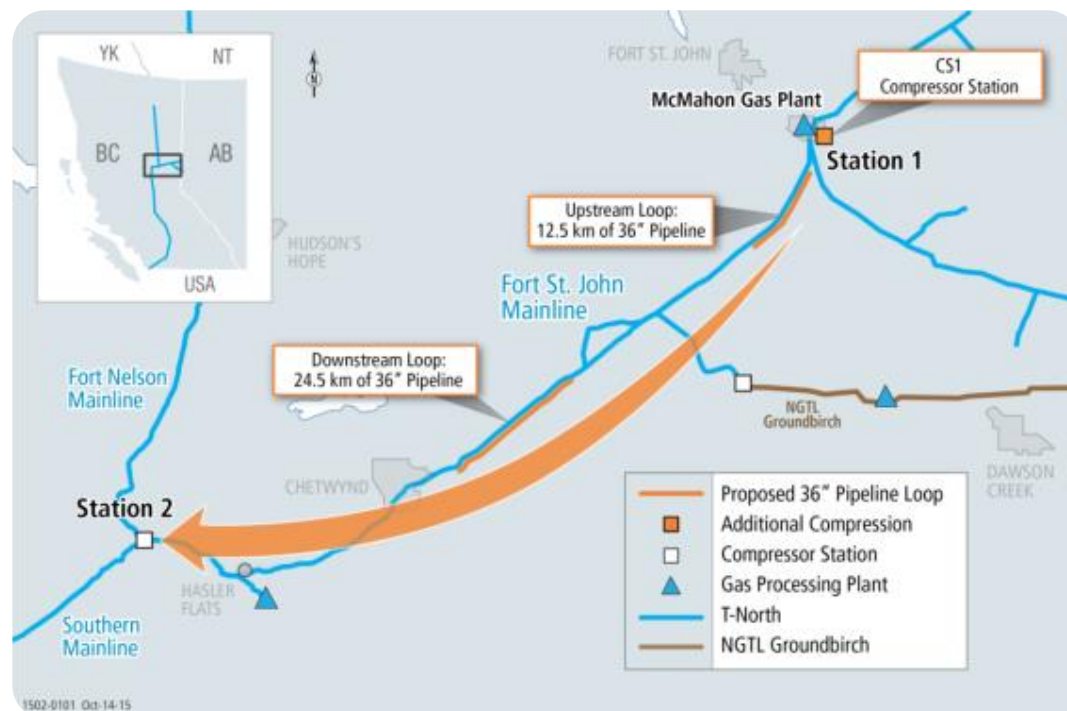 YK
NT
BC
AB
USA
N
FORT ST. JOHN
CS1
Compressor Station
McMahon Gas Plant
Station 1
Upstream Loop:
12.5 km of 36" Pipeline
HUDSON'S
HOPE
Fort St. John
Mainline
Downstream Loop:
24.5 km of 36" Pipeline
Fort Nelson
Mainline
NGTL
Groundbirch
DAWSON
CREEK
CHETWYND
Station 2
HASLER
FLATS
Southern
Mainline
Proposed 36" Pipeline Loop
Additional Compression
Compressor Station
Gas Processing Plant
T-North
NGTL Groundbirch
1502-0101 Oct-14-15